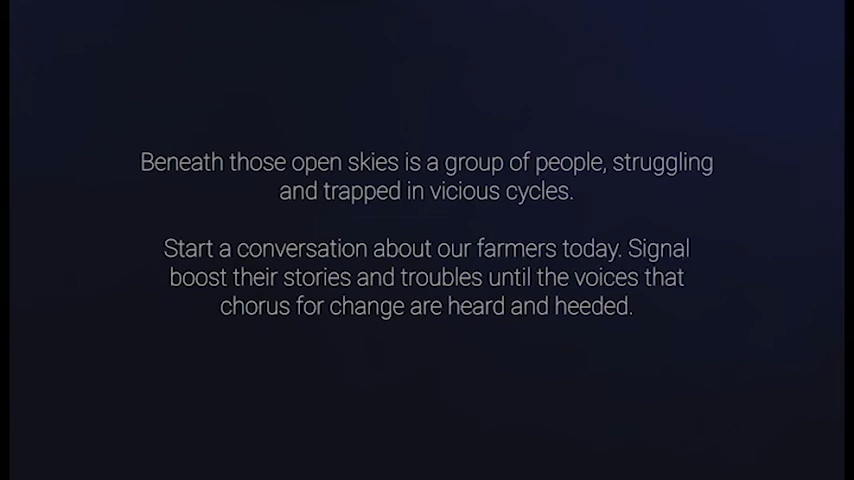 Beneath those open skies is a group of people, struggling
and trapped in vicious cycles.
Start a conversation about our farmers today. Signal
boost their stories and troubles until the voices that
chorus for change are heard and heeded.